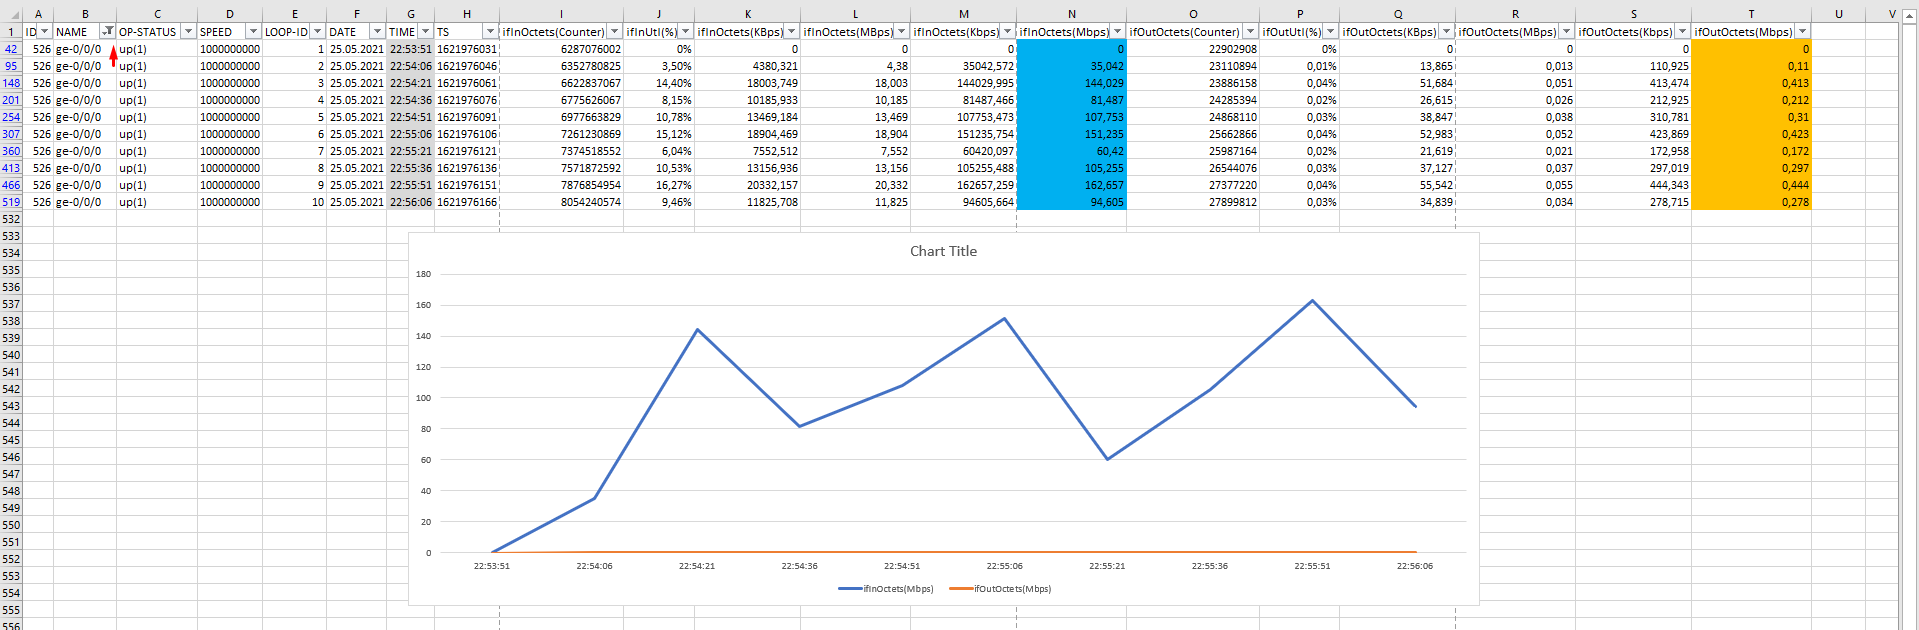 A B C D E F G H I J K L M N O P Q R S T U V
1 ID NAME OP-STATUS SPEED LOOP-ID DATE TIME TS ifInOctets(Counter) ifInUtl(%) ifInOctets(KBps) ifInOctets(MBps) ifInOctets(Kbps) ifInOctets(Mbps) ifOutOctets(Counter) ifOutUtl(%) ifOutOctets(KBps) ifOutOctets(MBps) ifOutOctets(Kbps) ifOutOctets(Mbps)
42 526 ge-0/0/0 up(1) 1000000000 1 25.05.2021 22:53:51 1621976031 6287076002 0% 0 0 0 0 22902908 0% 0 0 0 0
95 526 ge-0/0/0 up(1) 1000000000 2 25.05.2021 22:54:06 1621976046 6352780825 3,50% 4380,321 4,38 35042,572 35,042 23110894 0,01% 13,865 0,013 110,925 0,11
148 526 ge-0/0/0 up(1) 1000000000 3 25.05.2021 22:54:21 1621976061 6622837067 14,40% 18003,749 18,003 144029,995 144,029 23886158 0,04% 51,684 0,051 413,474 0,413
201 526 ge-0/0/0 up(1) 1000000000 4 25.05.2021 22:54:36 1621976076 6775626067 8,15% 10185,933 10,185 81487,466 81,487 24285394 0,02% 26,615 0,026 212,925 0,212
254 526 ge-0/0/0 up(1) 1000000000 5 25.05.2021 22:54:51 1621976091 6977663829 10,78% 13469,184 13,469 107753,473 107,753 24868110 0,03% 38,847 0,038 310,781 0,31
307 526 ge-0/0/0 up(1) 1000000000 6 25.05.2021 22:55:06 1621976106 7261230869 15,12% 18904,469 18,904 151235,754 151,235 25662866 0,04% 52,983 0,052 423,869 0,423
360 526 ge-0/0/0 up(1) 1000000000 7 25.05.2021 22:55:21 1621976121 7374518552 6,04% 7552,512 7,552 60420,097 60,42 25987164 0,02% 21,619 0,021 172,958 0,172
413 526 ge-0/0/0 up(1) 1000000000 8 25.05.2021 22:55:36 1621976136 7571872592 10,53% 13156,936 13,156 105255,488 105,255 26544076 0,03% 37,127 0,037 297,019 0,297
466 526 ge-0/0/0 up(1) 1000000000 9 25.05.2021 22:55:51 1621976151 7876854954 16,27% 20332,157 20,332 162657,259 162,657 27377220 0,04% 55,542 0,055 444,343 0,444
519 526 ge-0/0/0 up(1) 1000000000 10 25.05.2021 22:56:06 1621976166 8054240574 9,46% 11825,708 11,825 94605,664 94,605 27899812 0,03% 34,839 0,034 278,715 0,278
532
533
534
535
536
537
538
539
540
541
542
543
544
545
546
547
548
549
550
551
552
553
554
555
556
Chart Title
180
160
140
120
100
80
60
40
20
0
22:53:51 22:54:06 22:54:21 22:54:36 22:54:51 22:55:06 22:55:21 22:55:36 22:55:51 22:56:06
ifInOctets(Mbps) ifOutOctets(Mbps)